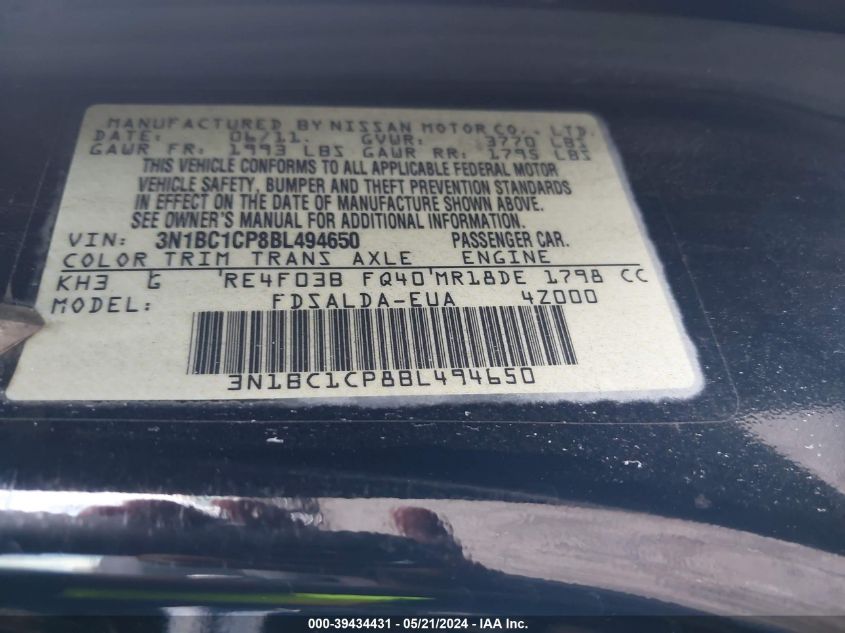 MANUFACTURED BY NISSAN MOTOR CO., LTD.
DATE: 06/11. GVWR: 3770 LBS
GAWR FR: 1993 LBS GAWR RR: 1795 LBS
THIS VEHICLE CONFORMS TO ALL APPLICABLE FEDERAL MOTOR
VEHICLE SAFETY, BUMPER AND THEFT PREVENTION STANDARDS
IN EFFECT ON THE DATE OF MANUFACTURE SHOWN ABOVE.
SEE OWNER'S MANUAL FOR ADDITIONAL INFORMATION.
VIN: 3N1BC1CP8BL494650 PASSENGER CAR.
COLOR TRIM TRANS AXLE ENGINE
KH3 G RE4F03B FQ40 MR18DE 1798 CC
MODEL: FDSALDA-EUA 4Z000
3N1BC1CP8BL494650
000-39434431 - 05/21/2024 - IAA Inc.